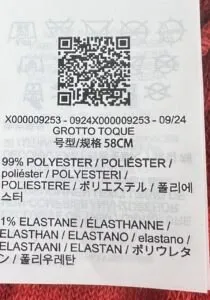 X000009253 - 0924X000009253 - 09/24
GROTTO TOQUE
号型/规格 58CM
99% POLYESTER / POLIÉSTER /
poliéster / POLYESTERI /
POLIESTERE / ポリエステル / 폴리에
스터
1% ELASTANE / ÉLASTHANNE /
ELASTHAN / ELASTANO / elastano /
ELASTAANI / ELASTAN / ポリウレタ
ン / 폴리우레탄